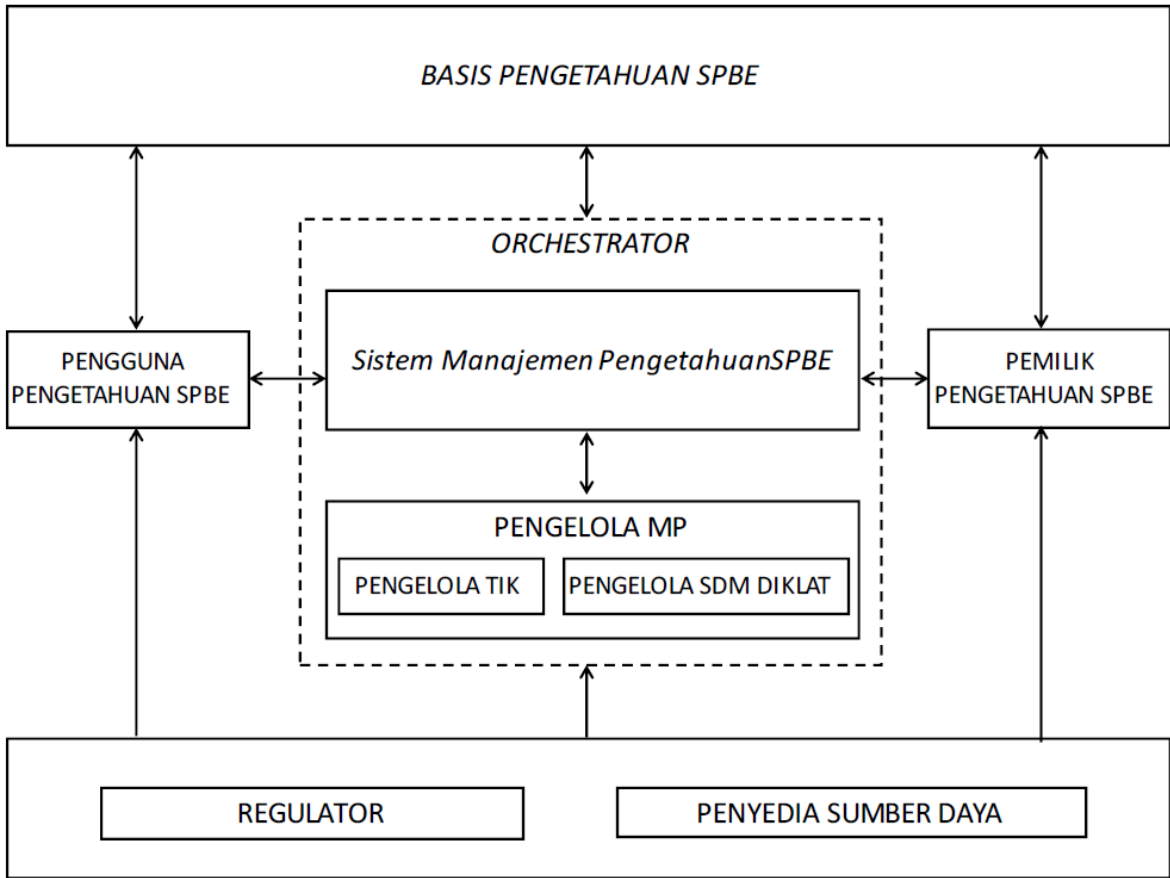 BASIS PENGETAHUAN SPBE
ORCHESTRATOR
Sistem Manajemen PengetahuanSPBE
PENGGUNA
PENGETAHUAN SPBE
PEMILIK
PENGETAHUAN SPBE
PENGELOLA MP
PENGELOLA TIK
PENGELOLA SDM DIKLAT
REGULATOR
PENYEDIA SUMBER DAYA